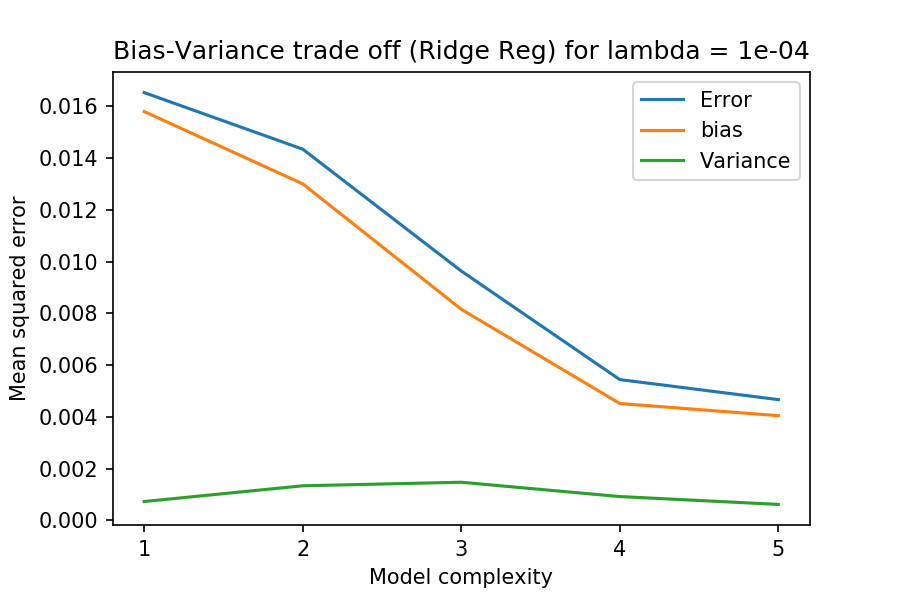 Bias-Variance trade off (Ridge Reg) for lambda = 1e-04
Error
bias
Variance
Mean squared error
0.016
0.014
0.012
0.010
0.008
0.006
0.004
0.002
0.000
1 2 3 4 5
Model complexity